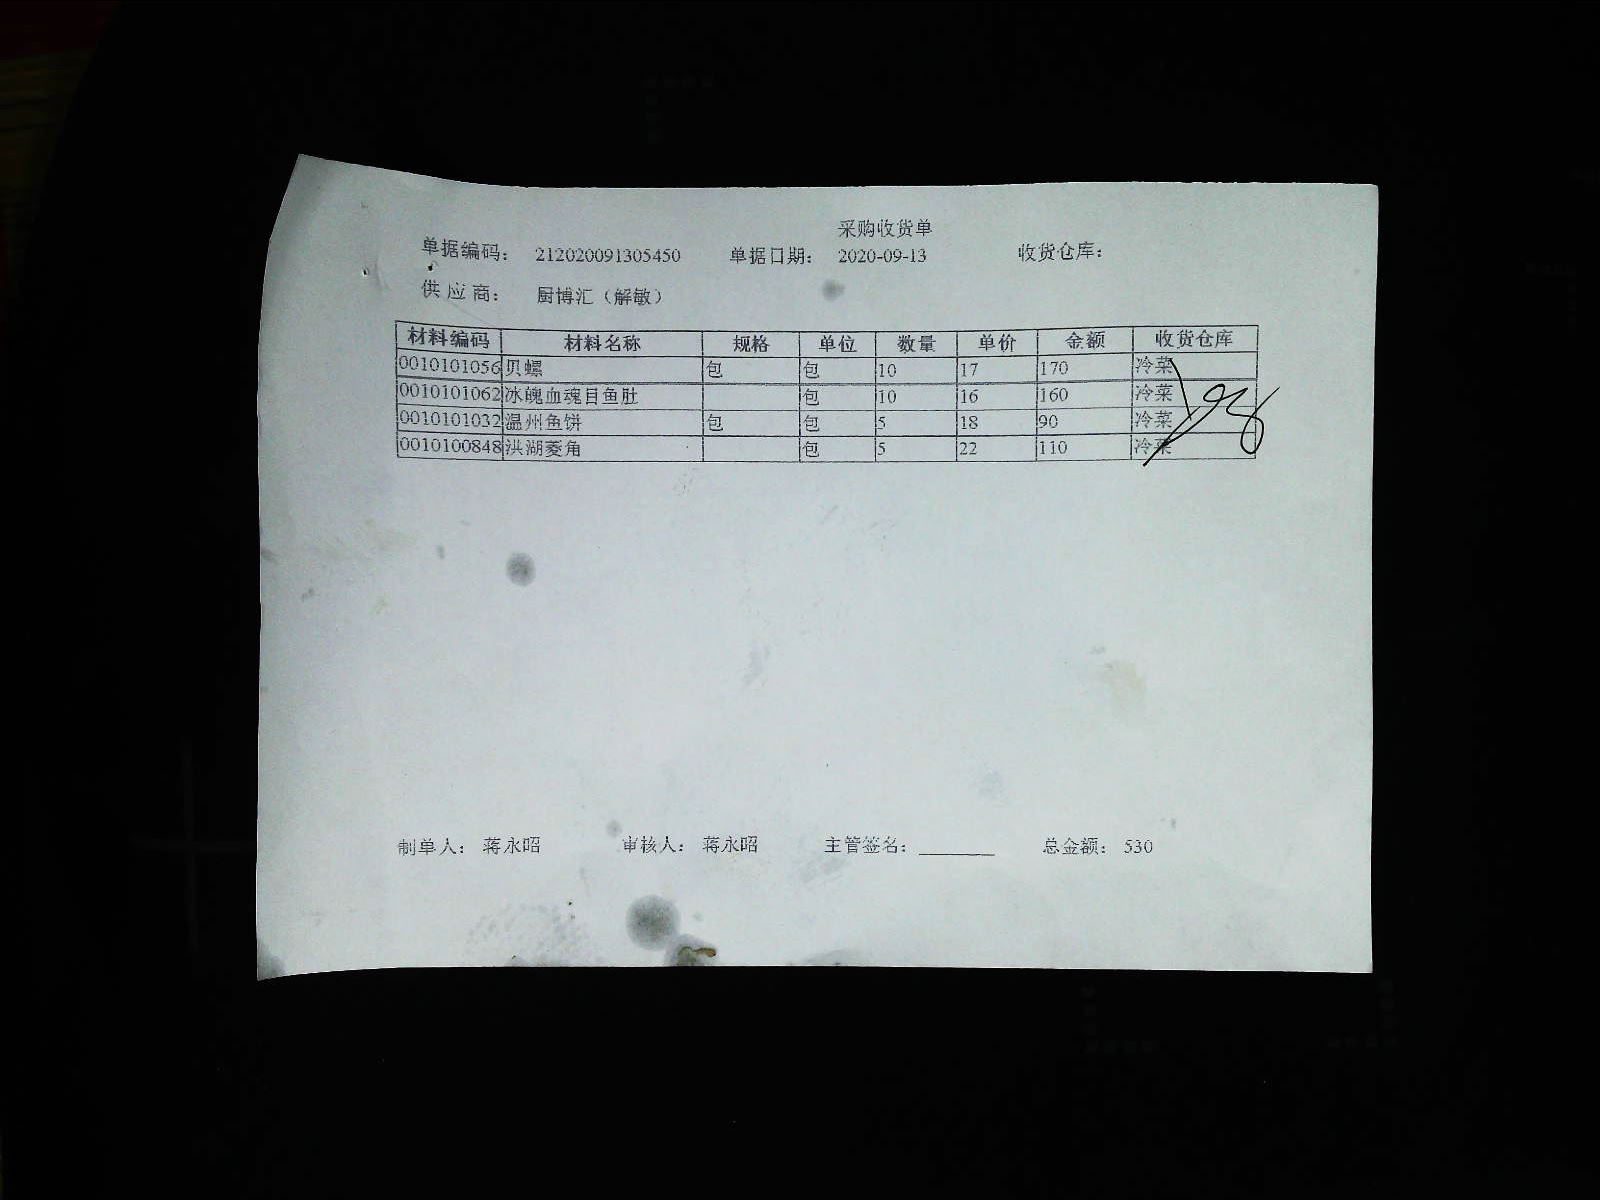 采购收货单
单据编码： 212020091305450 单据日期： 2020-09-13 收货仓库：
供应商： 厨博汇（解敏）
材料编码 材料名称 规格 单位 数量 单价 金额 收货仓库
0010101056 贝螺 包 包 10 17 170 冷菜
0010101062 冰魄血魂目鱼肚 包 10 16 160 冷菜
0010101032 温州鱼饼 包 包 5 18 90 冷菜
0010100848 洪湖菱角 包 5 22 110 冷菜
制单人： 蒋永昭 审核人： 蒋永昭 主管签名：________ 总金额： 530